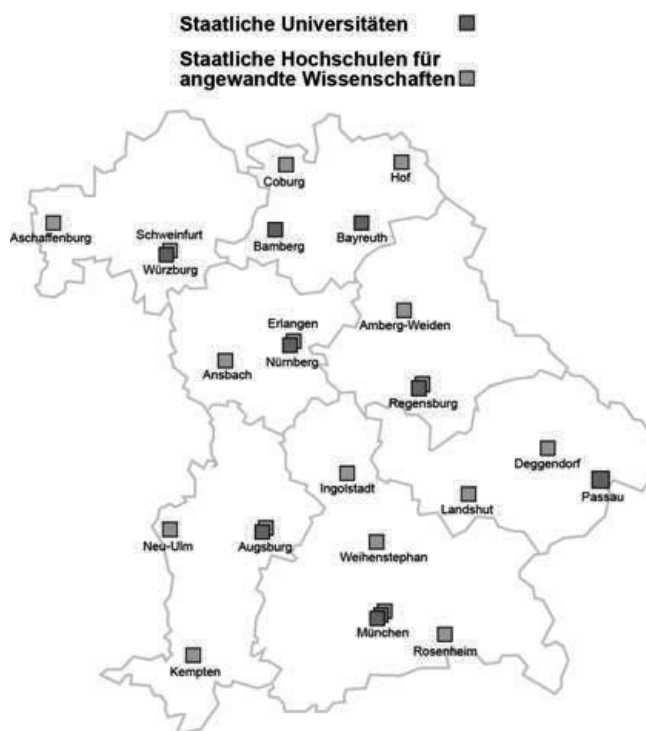 Staatliche Universitäten
Staatliche Hochschulen für
angewandte Wissenschaften
Coburg
Hof
Aschaffenburg
Schweinfurt
Würzburg
Bamberg
Bayreuth
Erlangen
Nürnberg
Ansbach
Amberg-Weiden
Regensburg
Ingolstadt
Deggendorf
Passau
Landshut
Neu-Ulm
Augsburg
Weihenstephan
München
Rosenheim
Kempten